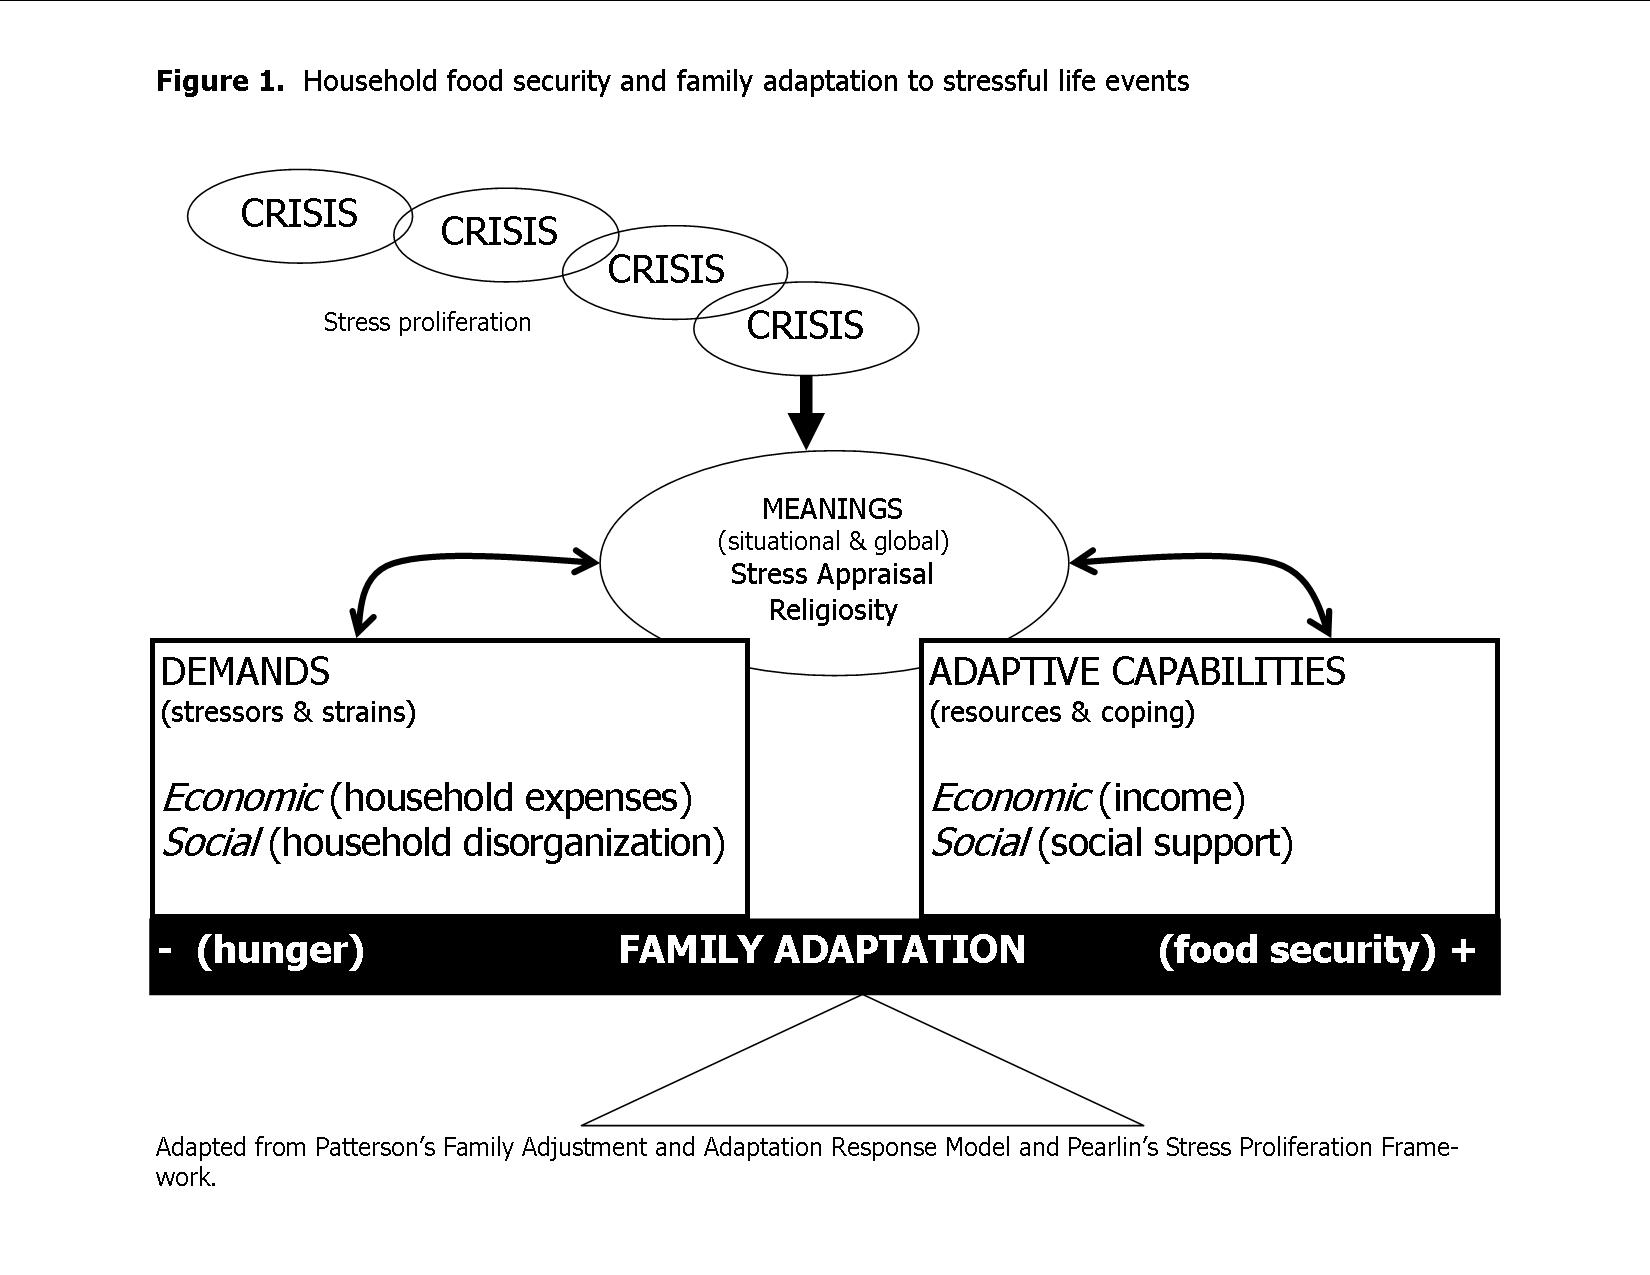 Figure 1. Household food security and family adaptation to stressful life events
CRISIS
CRISIS
CRISIS
CRISIS
Stress proliferation
MEANINGS
(situational & global)
Stress Appraisal
Religiosity
DEMANDS
(stressors & strains)
Economic (household expenses)
Social (household disorganization)
ADAPTIVE CAPABILITIES
(resources & coping)
Economic (income)
Social (social support)
- (hunger) FAMILY ADAPTATION (food security) +
Adapted from Patterson’s Family Adjustment and Adaptation Response Model and Pearlin’s Stress Proliferation Frame-
work.